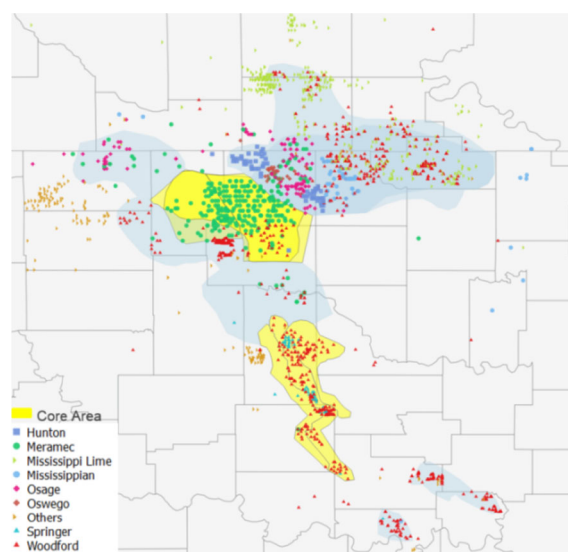 Core Area
Hunton
Meramec
Mississippi Lime
Mississippian
Osage
Oswego
Others
Springer
Woodford